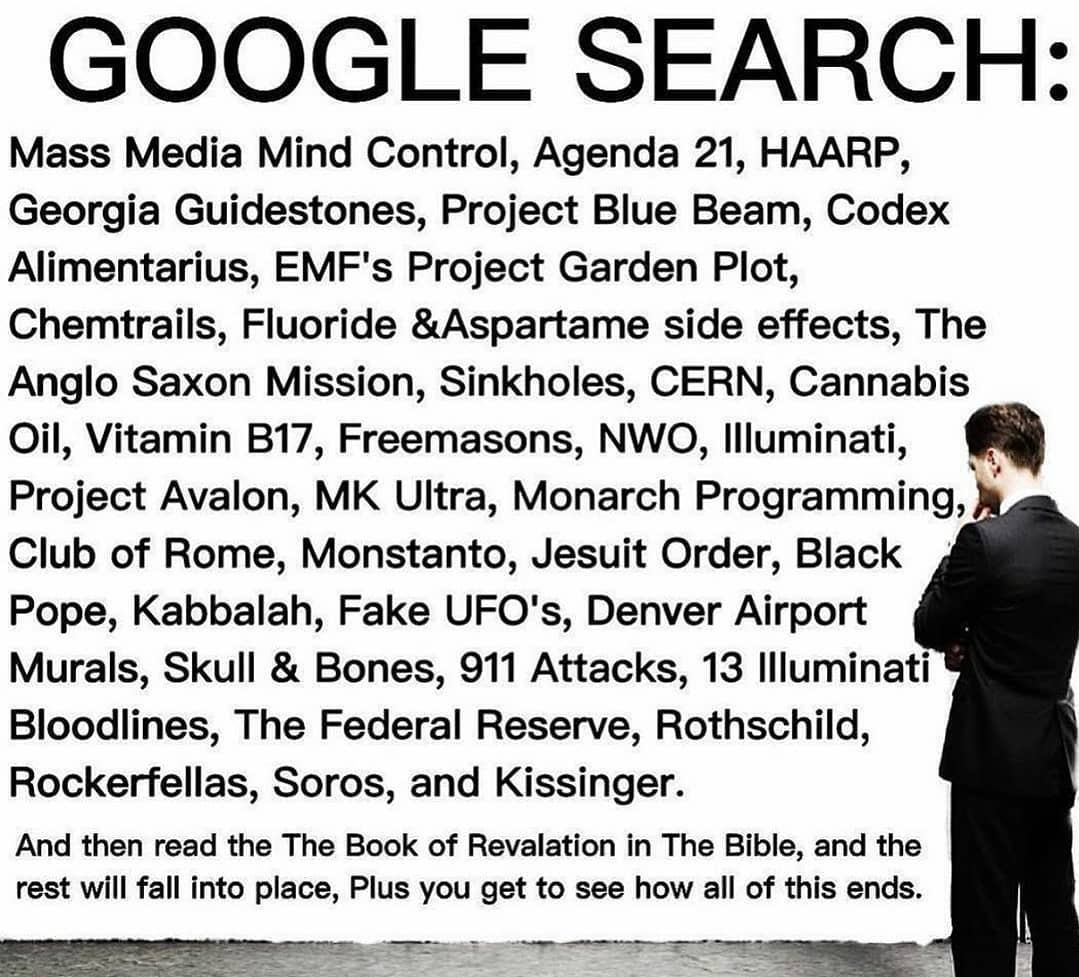 GOOGLE SEARCH:
Mass Media Mind Control, Agenda 21, HAARP,
Georgia Guidestones, Project Blue Beam, Codex
Alimentarius, EMF's Project Garden Plot,
Chemtrails, Fluoride &Aspartame side effects, The
Anglo Saxon Mission, Sinkholes, CERN, Cannabis
Oil, Vitamin B17, Freemasons, NWO, Illuminati,
Project Avalon, MK Ultra, Monarch Programming,
Club of Rome, Monstanto, Jesuit Order, Black
Pope, Kabbalah, Fake UFO's, Denver Airport
Murals, Skull & Bones, 911 Attacks, 13 Illuminati
Bloodlines, The Federal Reserve, Rothschild,
Rockerfellas, Soros, and Kissinger.
And then read the The Book of Revalation in The Bible, and the
rest will fall into place, Plus you get to see how all of this ends.